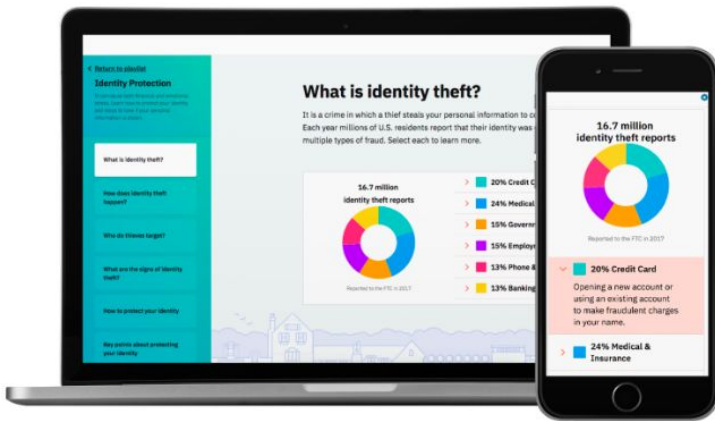 < Return to playlist
Identity Protection
What is identity theft?
How does identity theft
happen?
Who do thieves target?
What are the signs of identity
theft?
How to protect your identity
Key points about protecting
your identity
What is identity theft?
It is a crime in which a thief steals your personal information to
Each year millions of U.S. residents report that their identity was
multiple types of fraud. Select each to learn more.
16.7 million
identity theft reports
Reported to the FTC in 2017
> 20% Credit
> 24% Medical
> 15%
> 15%
> 13% Phone &
> 13% Banking
16.7 million
identity theft reports
Reported to the FTC in 2017
20% Credit Card
Opening a new account or
using an existing account
to make fraudulent charges
in your name.
> 24% Medical &
Insurance